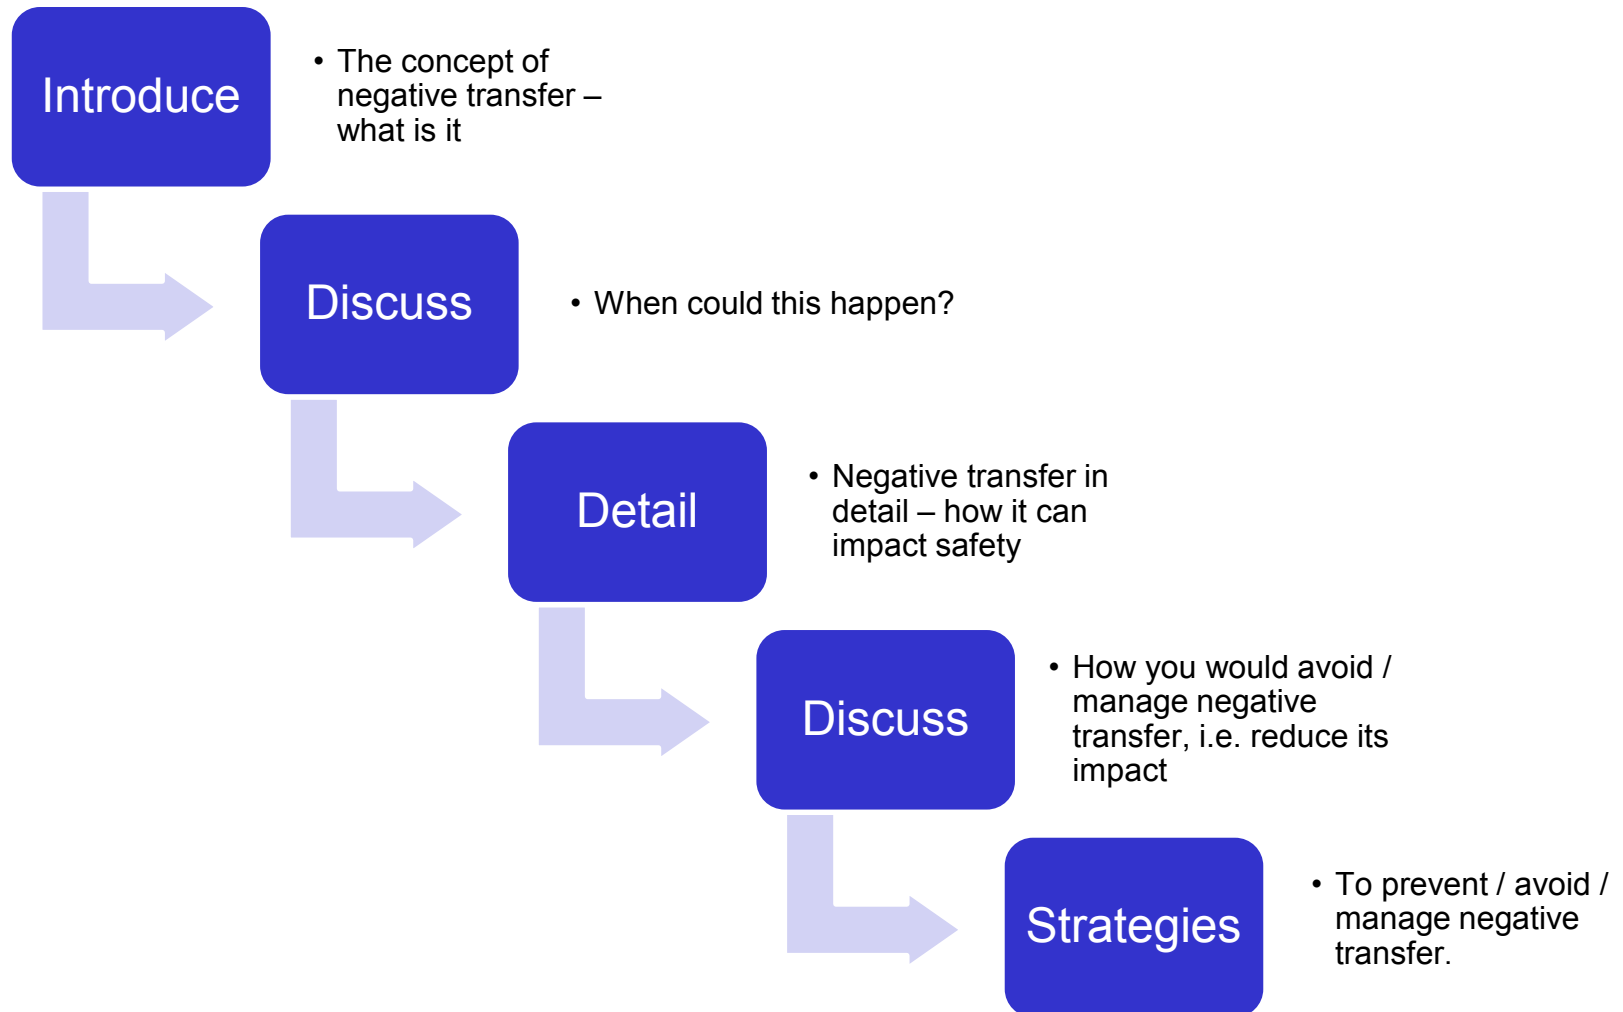 Introduce
• The concept of
negative transfer –
what is it
Discuss
• When could this happen?
Detail
• Negative transfer in
detail – how it can
impact safety
Discuss
• How you would avoid /
manage negative
transfer, i.e. reduce its
impact
Strategies
• To prevent / avoid /
manage negative
transfer.